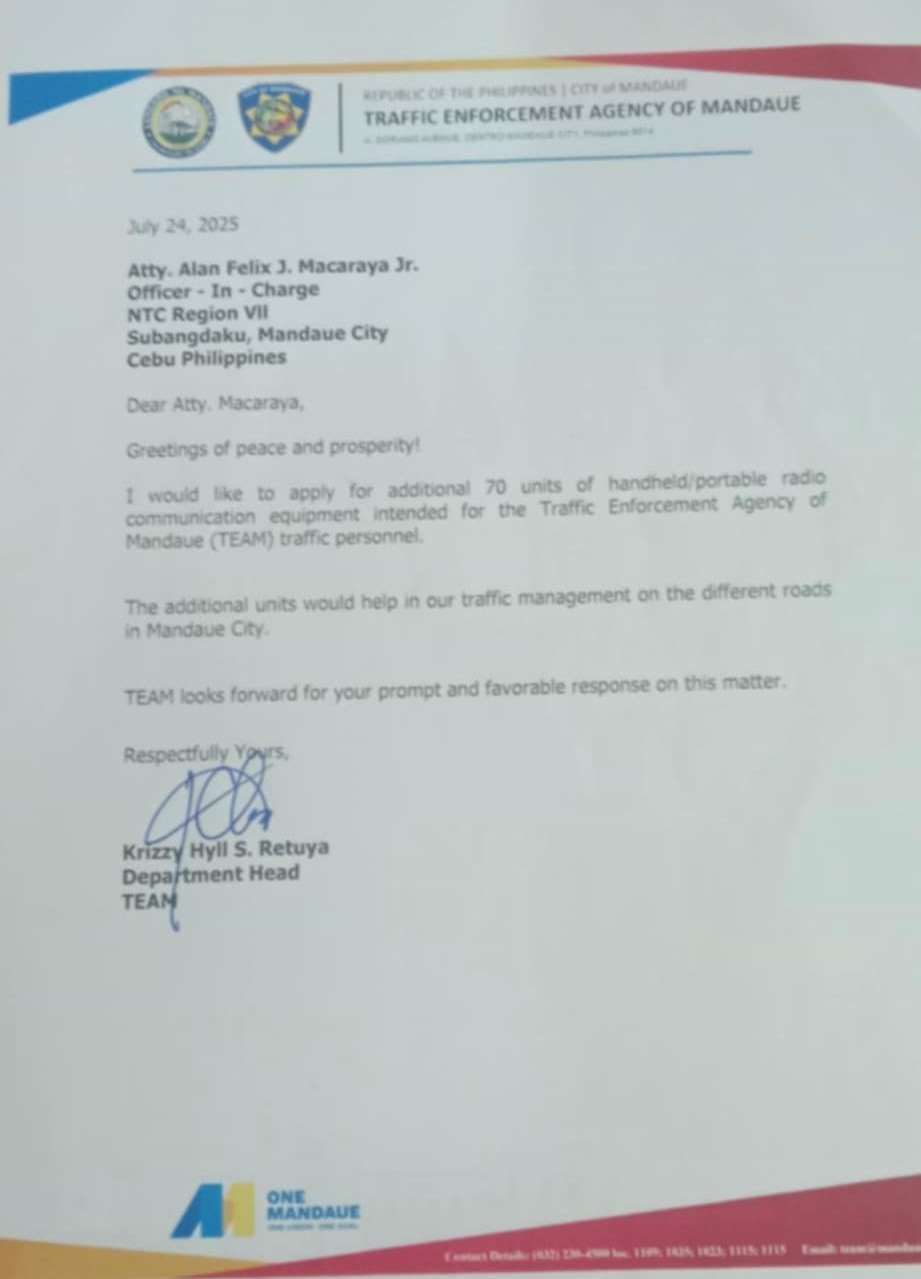 REPUBLIC OF THE PHILIPPINES | CITY of MANDAUE
TRAFFIC ENFORCEMENT AGENCY OF MANDAUE
July 24, 2025
Atty. Alan Felix J. Macaraya Jr.
Officer - In - Charge
NTC Region VII
Subangdaku, Mandaue City
Cebu Philippines
Dear Atty. Macaraya,
Greetings of peace and prosperity!
I would like to apply for additional 70 units of handheld/portable radio
communication equipment intended for the Traffic Enforcement Agency of
Mandaue (TEAM) traffic personnel.
The additional units would help in our traffic management on the different roads
in Mandaue City.
TEAM looks forward for your prompt and favorable response on this matter.
Respectfully Yours,
Krizzy Hyll S. Retuya
Department Head
TEAM
ONE
MANDAUE
Contact Details: (032) 230-4500 loc. 1109; 1025; 1023; 1115; 1115 Email: